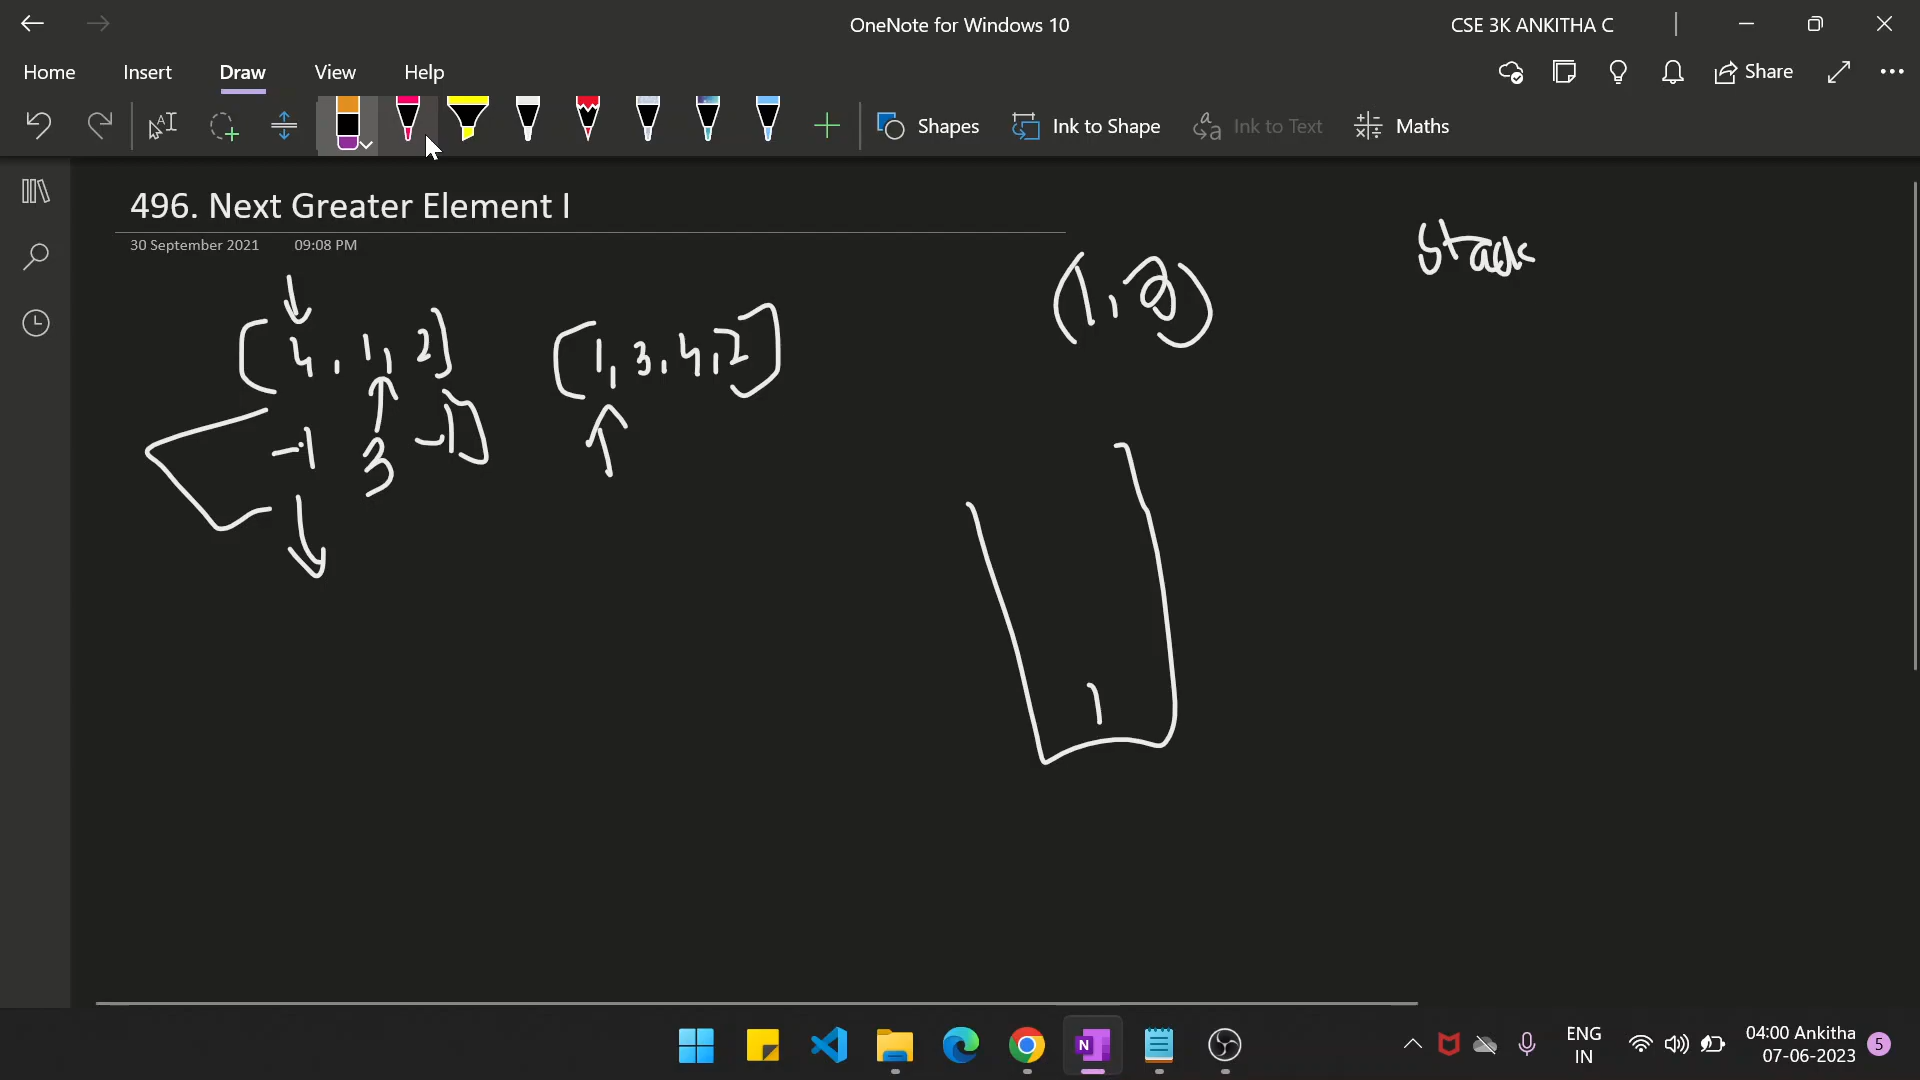 OneNote for Windows 10
CSE 3K ANKITHA C
Home Insert Draw View Help
Share
Shapes Ink to Shape Ink to Text Maths
496. Next Greater Element I
30 September 2021 09:08 PM
Stack
(1, 3)
[4, 1, 2] [1, 3, 4, 2]
-1 3 -1]
1
ENG
IN
04:00 Ankitha
07-06-2023
5